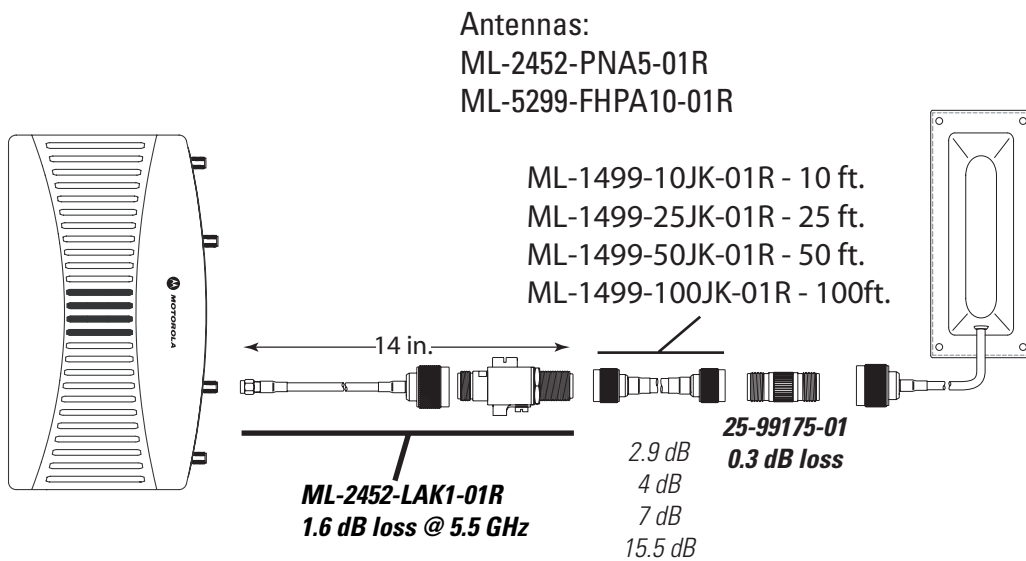 Antennas:
ML-2452-PNA5-01R
ML-5299-FHPA10-01R
ML-1499-10JK-01R - 10 ft.
ML-1499-25JK-01R - 25 ft.
ML-1499-50JK-01R - 50 ft.
ML-1499-100JK-01R - 100ft.
MOTOROLA
14 in.
25-99175-01
0.3 dB loss
2.9 dB
4 dB
7 dB
15.5 dB
ML-2452-LAK1-01R
1.6 dB loss @ 5.5 GHz